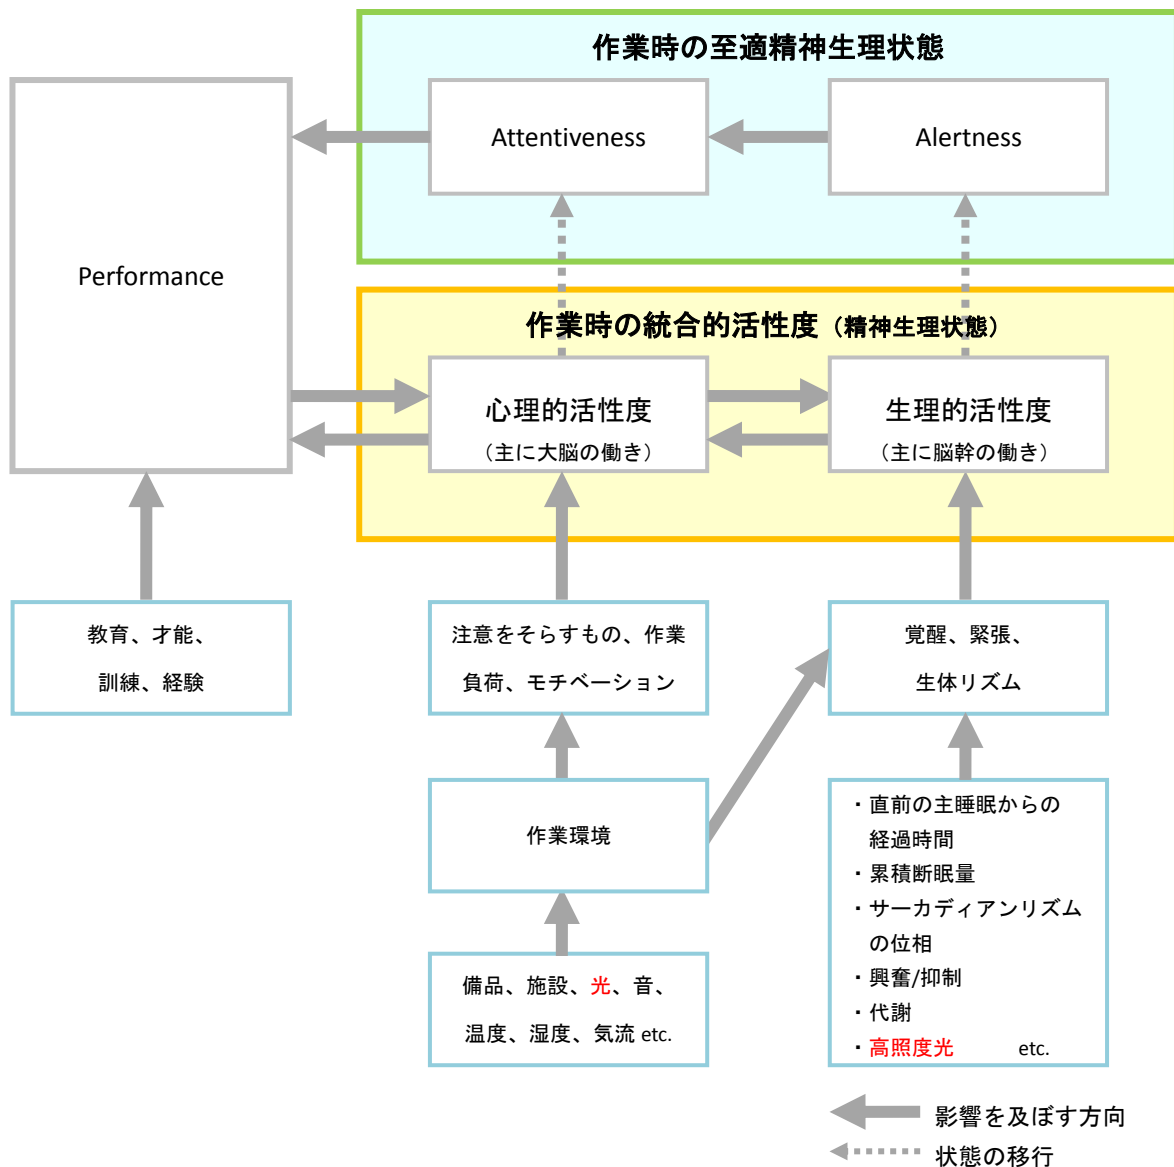 作業時の至適精神生理状態
Attentiveness
Alertness
Performance
作業時の統合的活性度（精神生理状態）
心理的活性度
（主に大脳の働き）
生理的活性度
（主に脳幹の働き）
教育、才能、
訓練、経験
注意をそらすもの、作業
負荷、モチベーション
覚醒、緊張、
生体リズム
作業環境
備品、施設、光、音、
温度、湿度、気流 etc.
・直前の主睡眠からの
経過時間
・累積断眠量
・サーカディアンリズム
の位相
・興奮/抑制
・代謝
・高照度光 etc.
影響を及ぼす方向
状態の移行